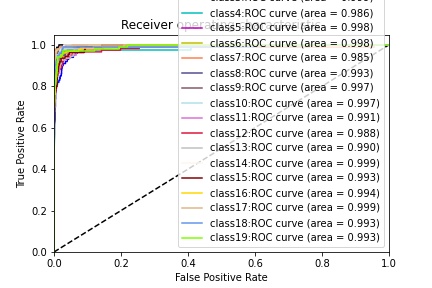 Receiver
class4:ROC curve (area = 0.986)
class5:ROC curve (area = 0.998)
class6:ROC curve (area = 0.998)
class7:ROC curve (area = 0.985)
class8:ROC curve (area = 0.993)
class9:ROC curve (area = 0.997)
class10:ROC curve (area = 0.997)
class11:ROC curve (area = 0.991)
class12:ROC curve (area = 0.988)
class13:ROC curve (area = 0.990)
class14:ROC curve (area = 0.999)
class15:ROC curve (area = 0.993)
class16:ROC curve (area = 0.994)
class17:ROC curve (area = 0.999)
class18:ROC curve (area = 0.993)
class19:ROC curve (area = 0.993)
True Positive Rate
1.0
0.8
0.6
0.4
0.2
0.0
0.0 0.2 0.4 0.6 0.8 1.0
False Positive Rate